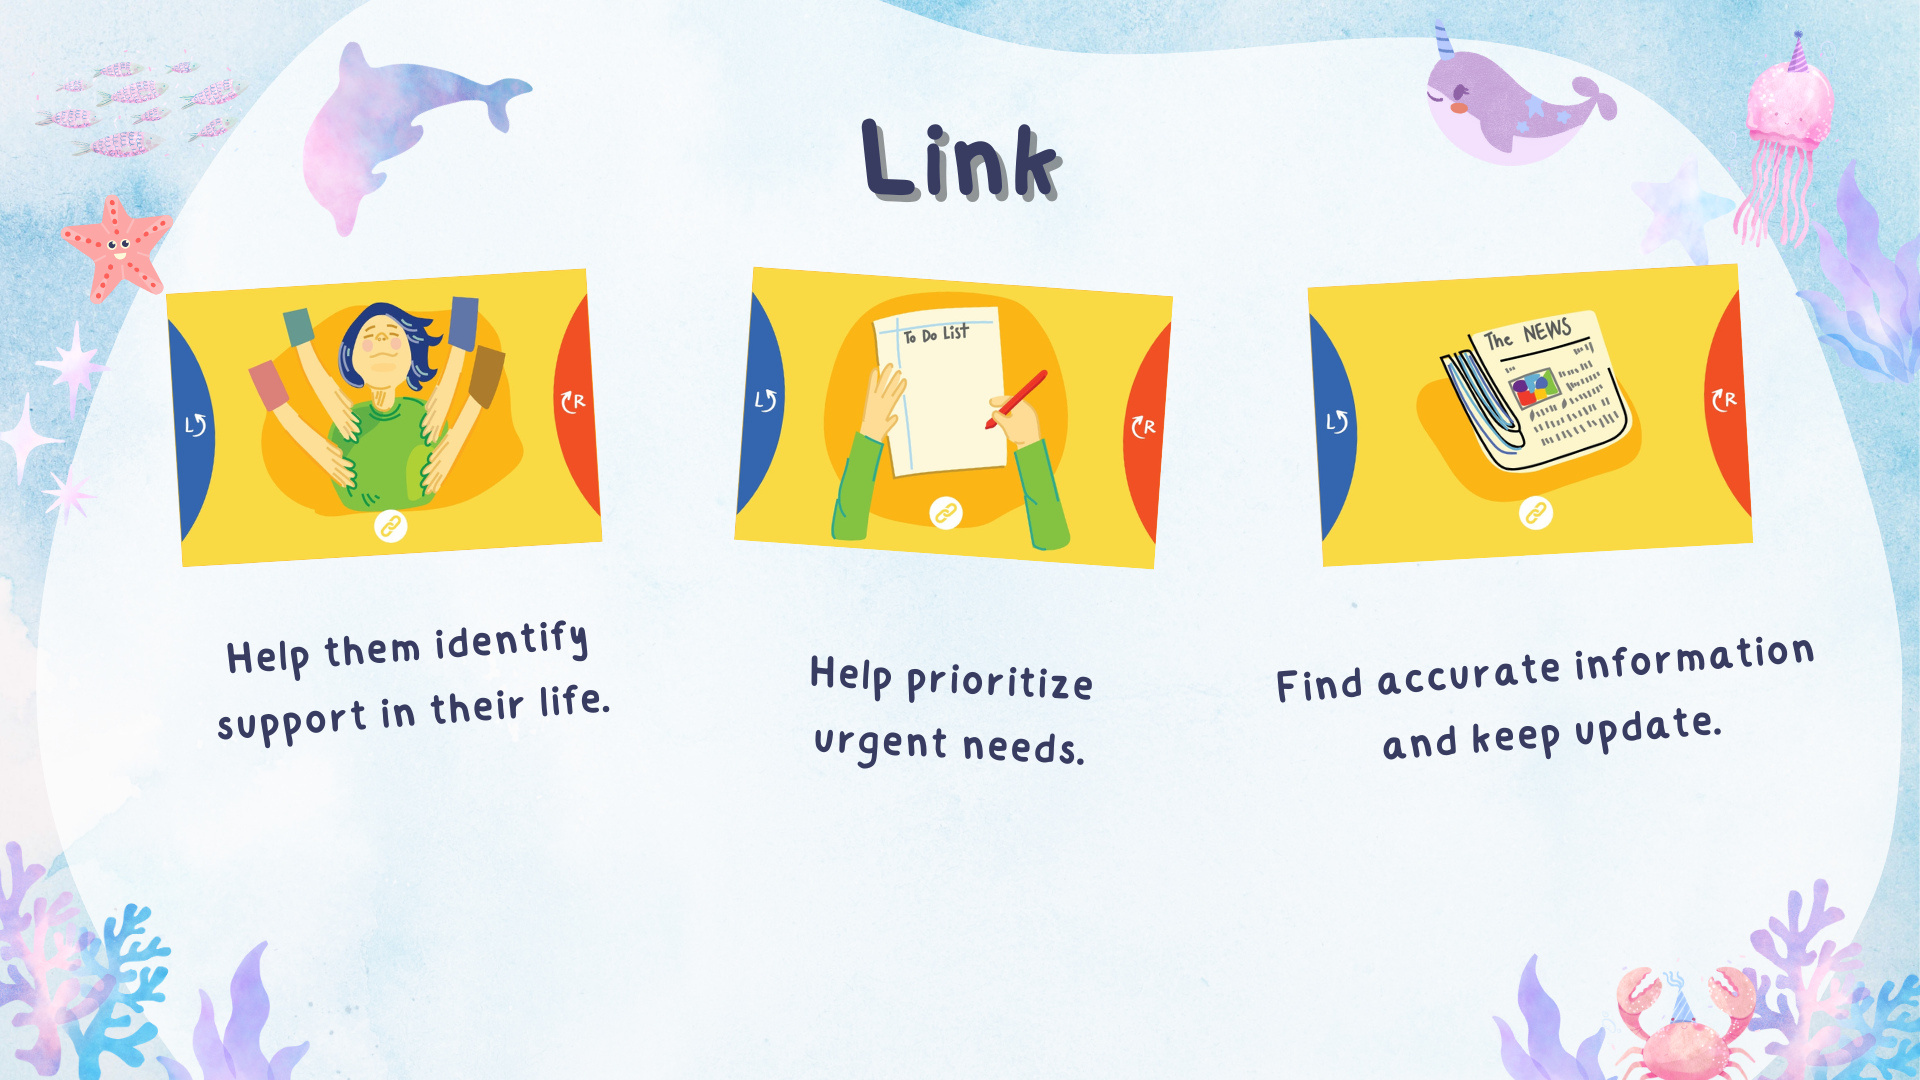 Link
L
R
To Do List
L
R
The NEWS
L
R
Help them identify
support in their life.
Help prioritize
urgent needs.
Find accurate information
and keep update.